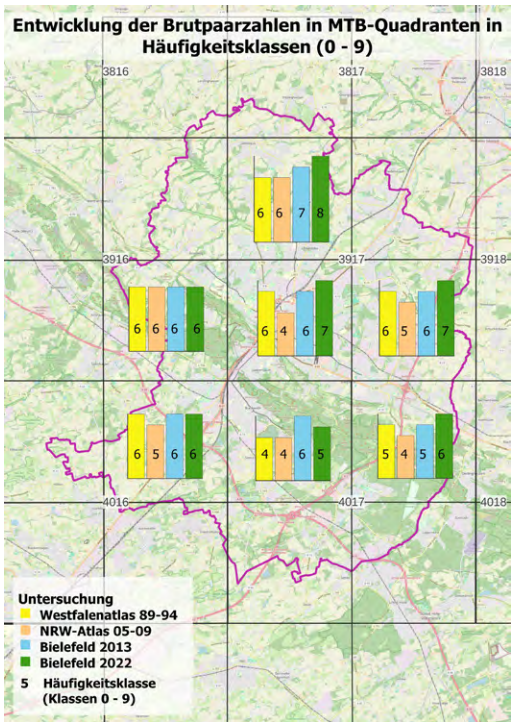 Entwicklung der Brutpaarzahlen in MTB-Quadranten in
Häufigkeitsklassen (0 - 9)
3816
3817
3818
6 6 7 8
3916
3917
3918
6 6 6 6
6 4 6 7
6 5 6 7
6 5 6 6
4 4 6 5
5 4 5 6
4016
4017
4018
Untersuchung
Westfalenatlas 89-94
NRW-Atlas 05-09
Bielefeld 2013
Bielefeld 2022
5 Häufigkeitsklasse
(Klassen 0 - 9)